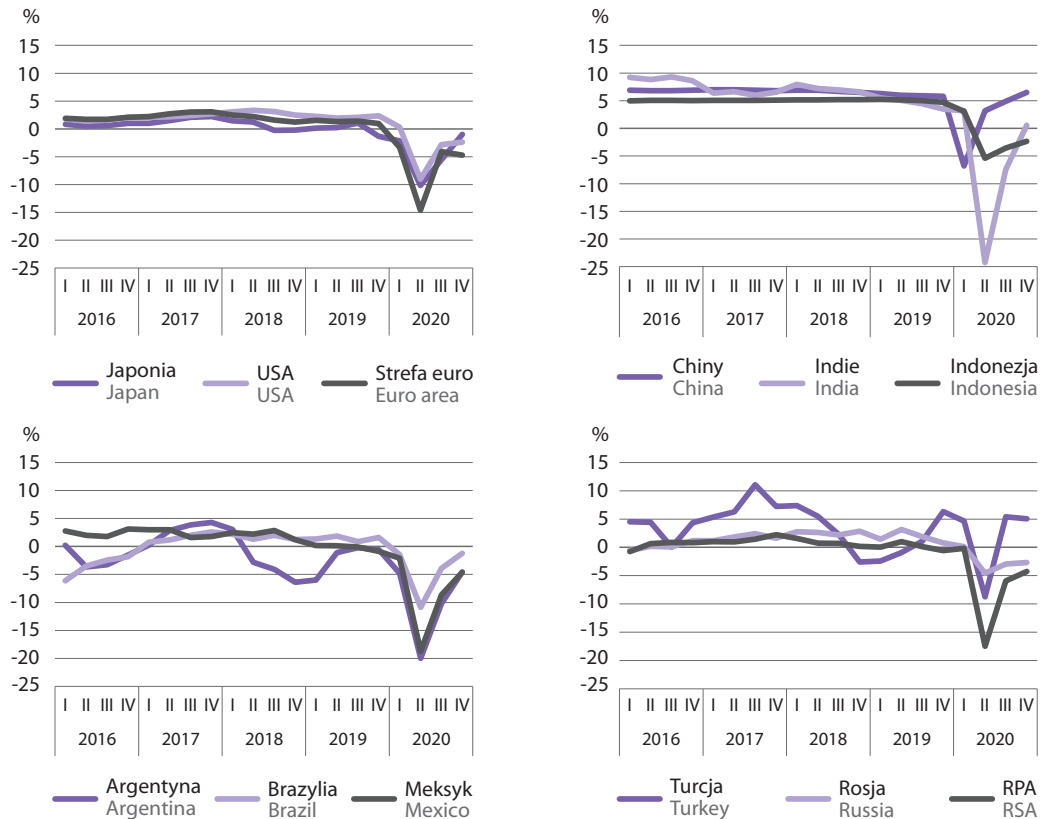 %
15
10
5
0
-5
-10
-15
-20
-25
I II III IV I II III IV I II III IV I II III IV I II III IV
2016 2017 2018 2019 2020
Japonia USA Strefa euro
Japan USA Euro area
%
15
10
5
0
-5
-10
-15
-20
-25
I II III IV I II III IV I II III IV I II III IV I II III IV
2016 2017 2018 2019 2020
Chiny Indie Indonezja
China India Indonesia
%
15
10
5
0
-5
-10
-15
-20
-25
I II III IV I II III IV I II III IV I II III IV I II III IV
2016 2017 2018 2019 2020
Argentyna Brazylia Meksyk
Argentina Brazil Mexico
%
15
10
5
0
-5
-10
-15
-20
-25
I II III IV I II III IV I II III IV I II III IV I II III IV
2016 2017 2018 2019 2020
Turcja Rosja RPA
Turkey Russia RSA